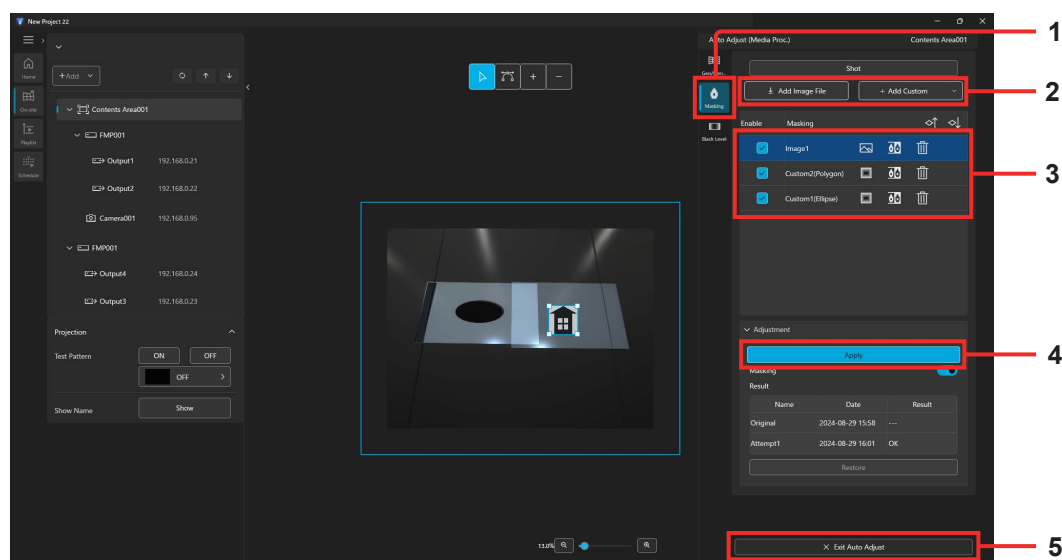 New Project 22
Auto Adjust (Media Proc.)
Contents Area001
1
Home
On-site
Playlist
Schedule
+Add
Contents Area001
FMP001
Output1 192.168.0.21
Output2 192.168.0.22
Camera001 192.168.0.95
FMP001
Output4 192.168.0.24
Output3 192.168.0.23
Projection
Test Pattern ON OFF
OFF
Show Name Show
13.0%
Masking
Black Level
Shot
Add Image File + Add Custom
2
Enable Masking
Image1
Custom2(Polygon)
Custom1(Ellipse)
3
Adjustment
Apply
4
Masking
Result
Name Date Result
Original 2024-08-29 15:58 ---
Attempt1 2024-08-29 16:01 OK
Restore
× Exit Auto Adjust
5